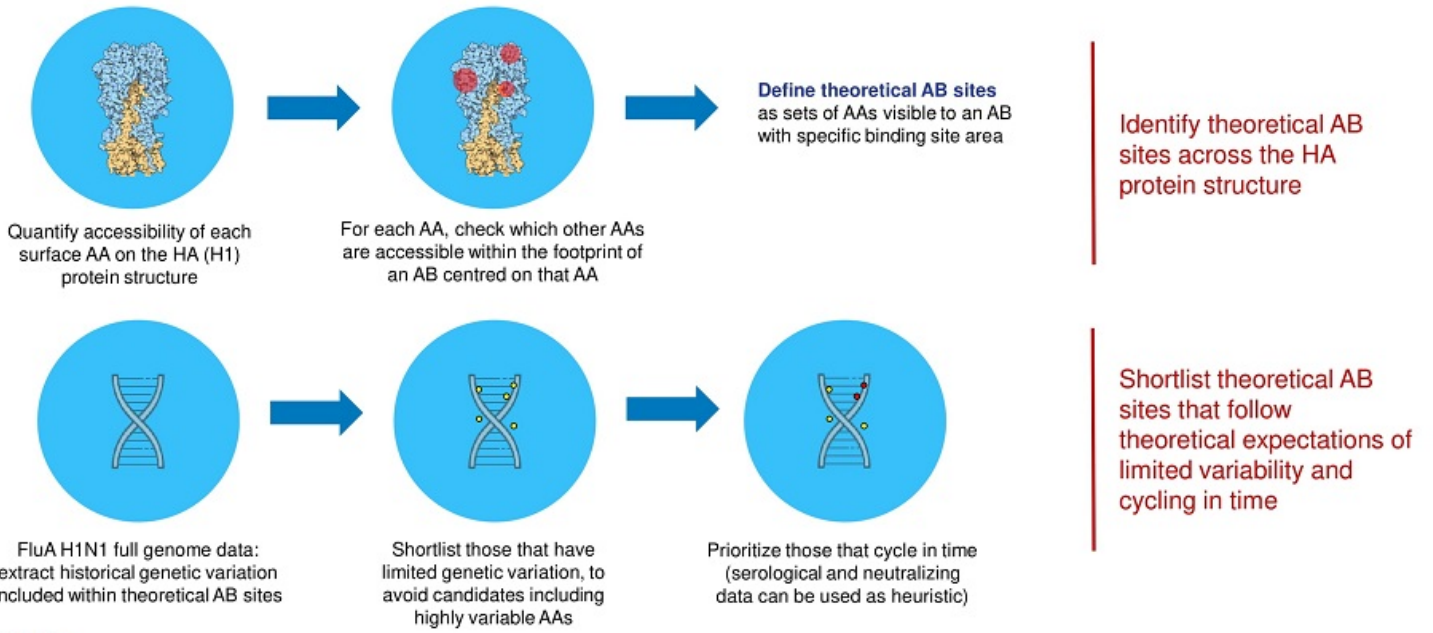 Define theoretical AB sites
as sets of AAs visible to an AB
with specific binding site area
Identify theoretical AB
sites across the HA
protein structure
Quantify accessibility of each
surface AA on the HA (H1)
protein structure
For each AA, check which other AAs
are accessible within the footprint of
an AB centred on that AA
Shortlist theoretical AB
sites that follow
theoretical expectations of
limited variability and
cycling in time
FluA H1N1 full genome data:
extract historical genetic variation
included within theoretical AB sites
Shortlist those that have
limited genetic variation, to
avoid candidates including
highly variable AAs
Prioritize those that cycle in time
(serological and neutralizing
data can be used as heuristic)